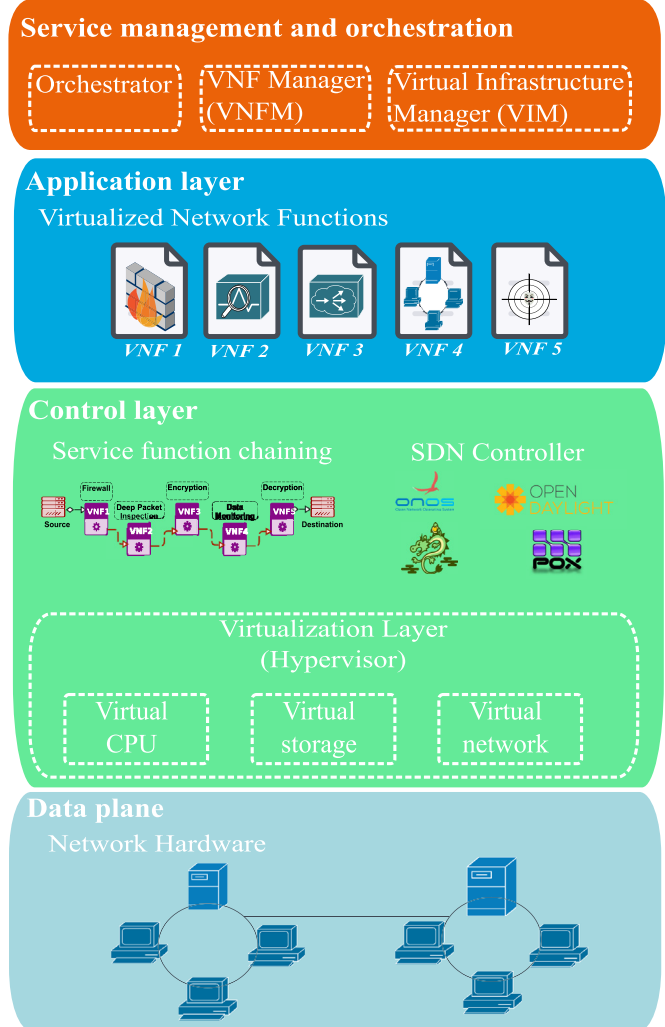 Service management and orchestration
Orchestrator
VNF Manager
(VNFM)
Virtual Infrastructure
Manager (VIM)
Application layer
Virtualized Network Functions
VNF 1
VNF 2
VNF 3
VNF 4
VNF 5
Control layer
Service function chaining
Firewall
Deep Packet
Inspection
Encryption
Data
Monitoring
Decryption
Source
VNF1
VNF2
VNF3
VNF4
VNF5
Destination
SDN Controller
onos
OPEN
DAYLIGHT
POX
Virtualization Layer
(Hypervisor)
Virtual
CPU
Virtual
storage
Virtual
network
Data plane
Network Hardware